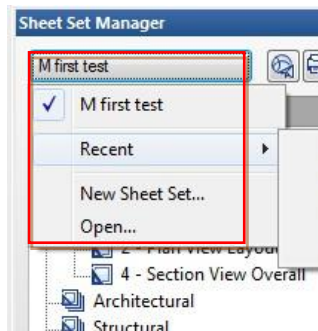 Sheet Set Manager
M first test
M first test
Recent
New Sheet Set...
Open...
2 - Plan View Layou
4 - Section View Overall
Architectural
Structural